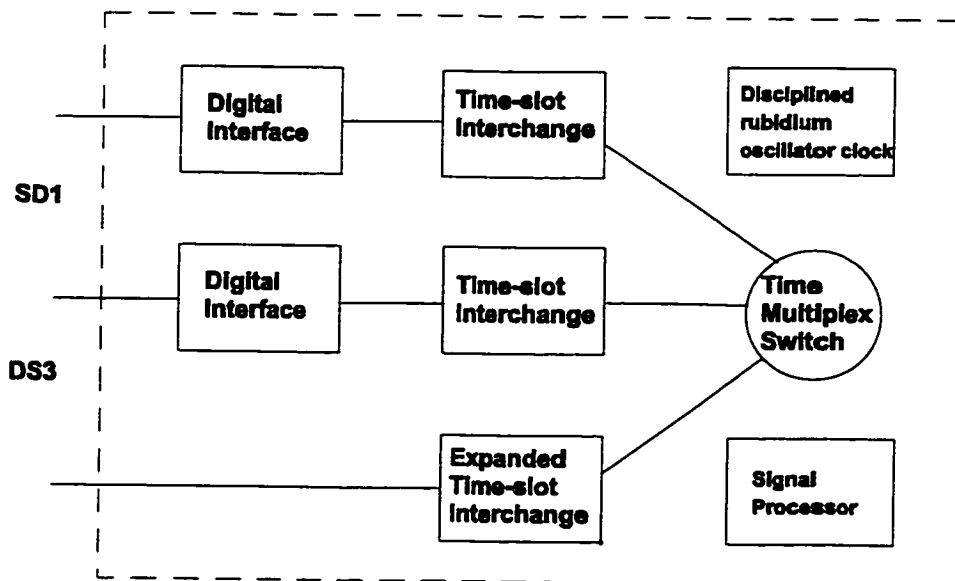 Digital
Interface
Time-slot
Interchange
Disciplined
rubidium
oscillator clock
SD1
Digital
Interface
Time-slot
Interchange
Time
Multiplex
Switch
DS3
Expanded
Time-slot
Interchange
Signal
Processor